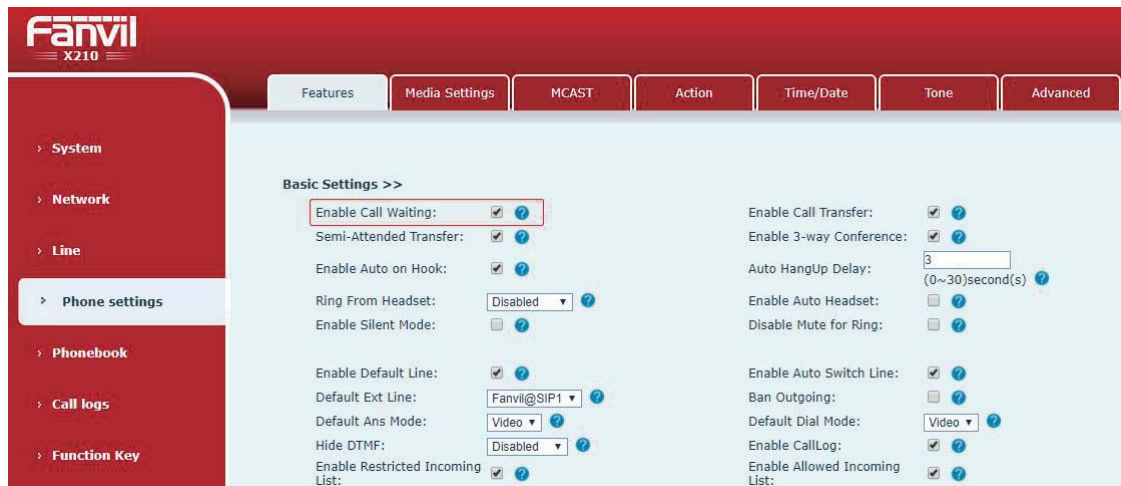 Fanvil
X210
Features Media Settings MCAST Action Time/Date Tone Advanced
› System
› Network
› Line
› Phone settings
› Phonebook
› Call logs
› Function Key
Basic Settings >>
Enable Call Waiting: Enable Call Transfer:
Semi-Attended Transfer: Enable 3-way Conference:
Enable Auto on Hook: Auto HangUp Delay: 3
(0~30)second(s)
Ring From Headset: Disabled Enable Auto Headset:
Enable Silent Mode: Disable Mute for Ring:
Enable Default Line: Enable Auto Switch Line:
Default Ext Line: Fanvil@SIP1 Ban Outgoing:
Default Ans Mode: Video Default Dial Mode: Video
Hide DTMF: Disabled Enable CallLog:
Enable Restricted Incoming Enable Allowed Incoming
List: List: